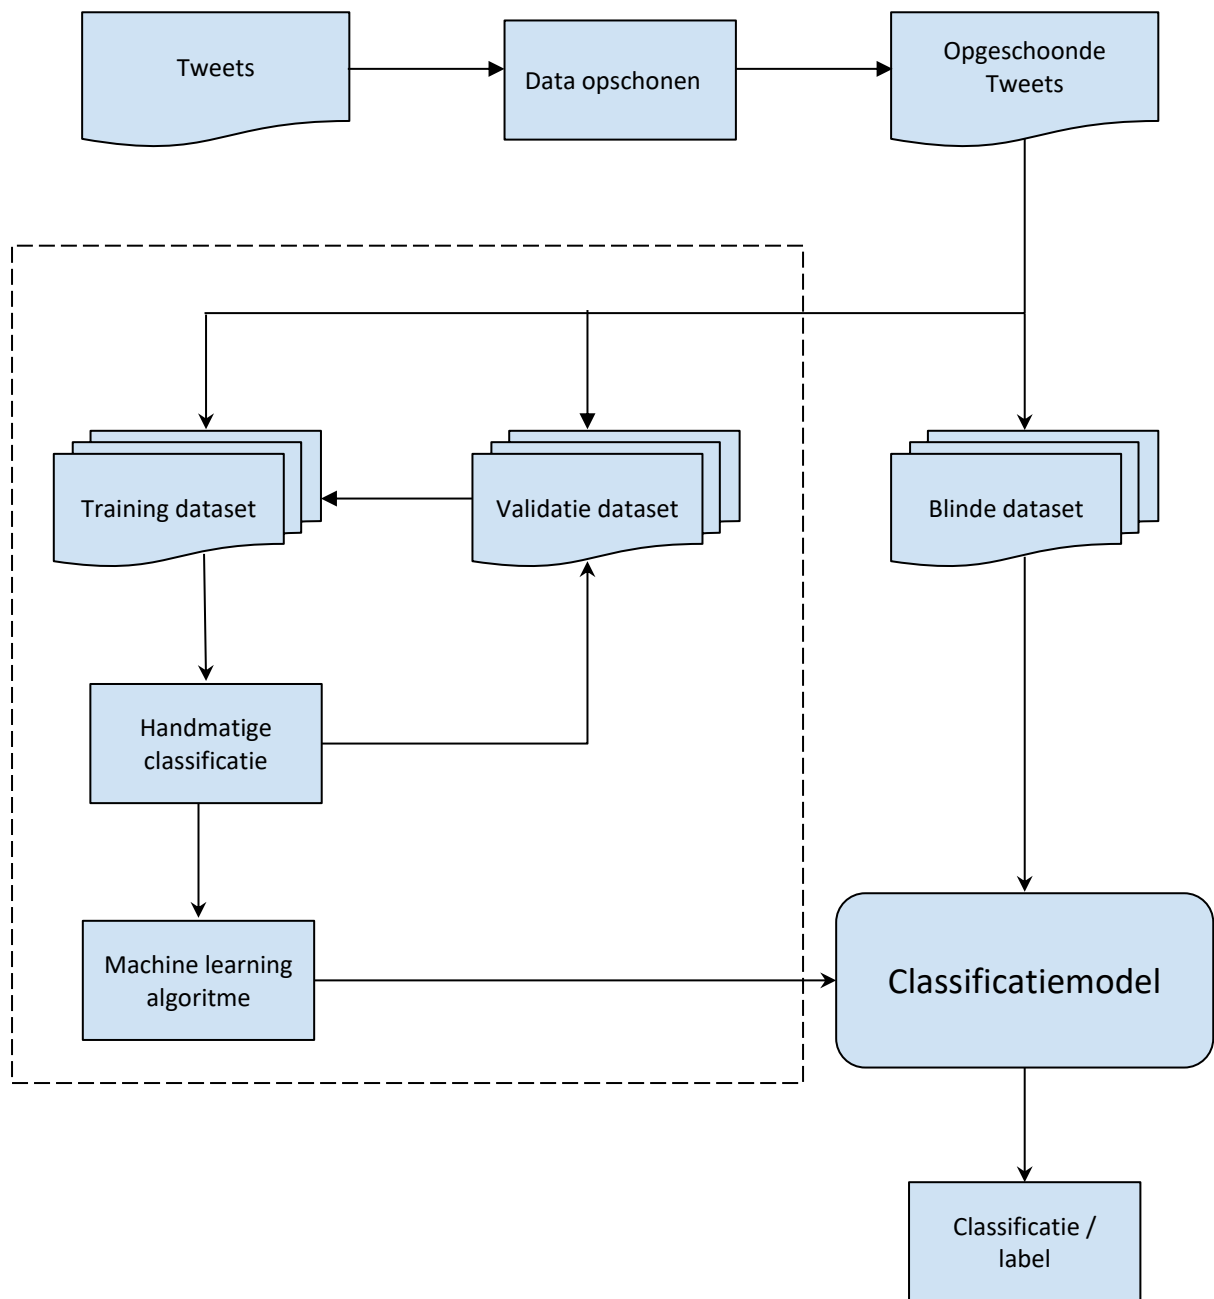 Tweets
Data opschonen
Opgeschoonde
Tweets
Training dataset
Validatie dataset
Blinde dataset
Handmatige
classificatie
Machine learning
algoritme
Classificatiemodel
Classificatie /
label